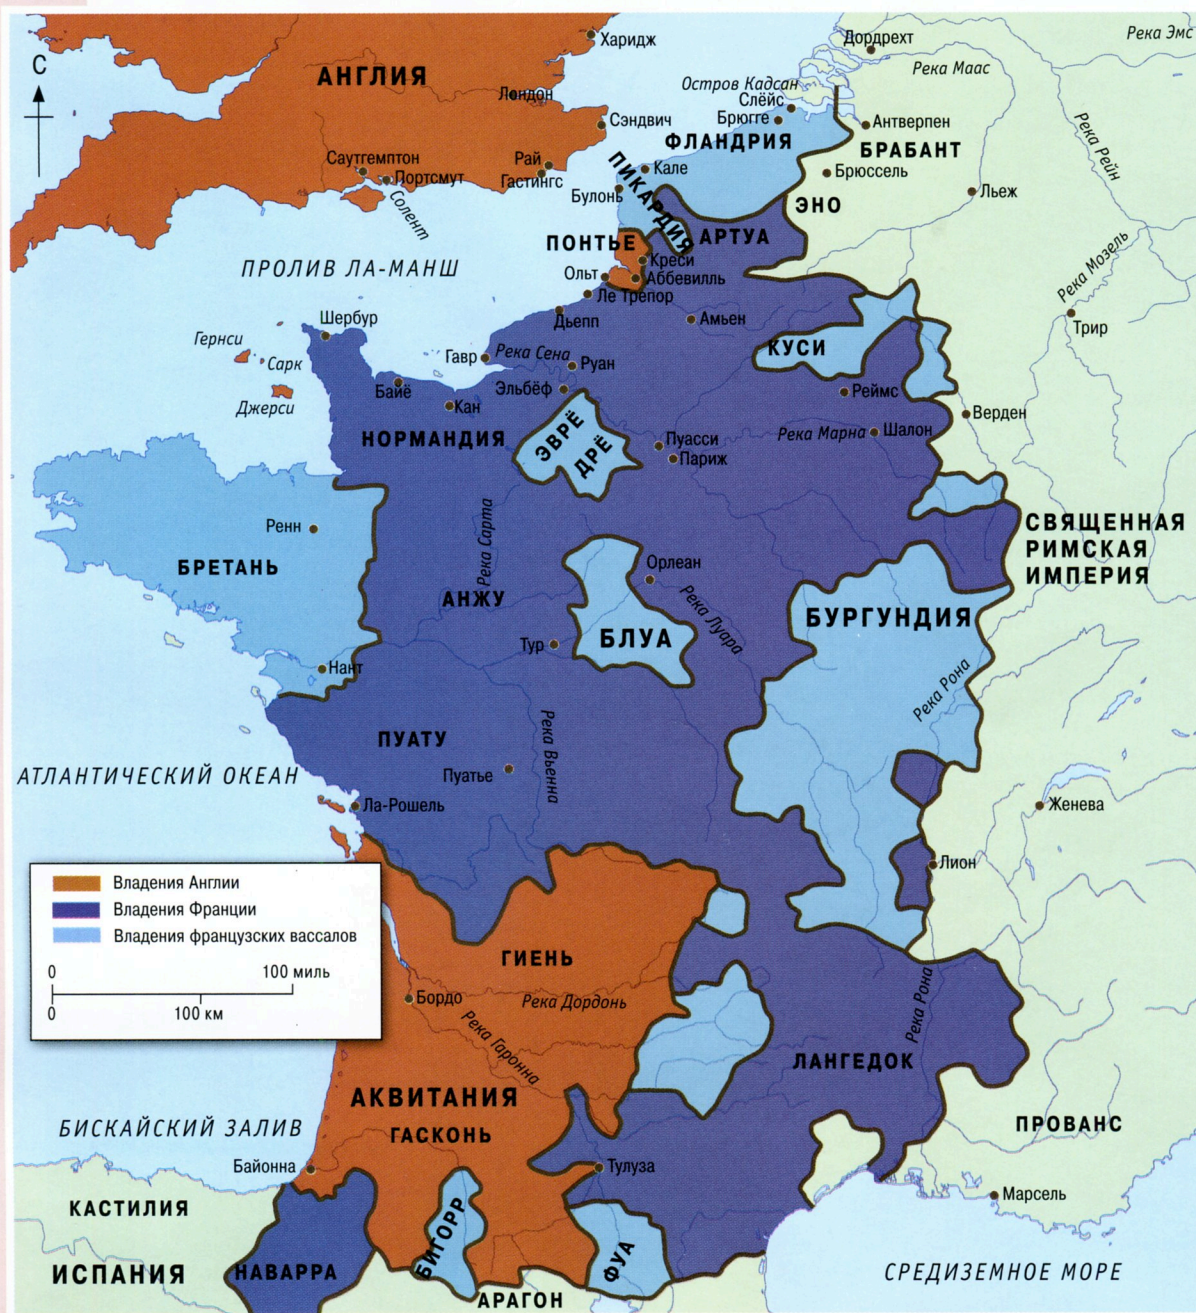 Харидж
Дордрехт
Река Эмс
С
АНГЛИЯ
Река Маас
Остров Кадсан
Лондон
Слёйс
Сэндвич
Брюгге
Антверпен
Река Рейн
ФЛАНДРИЯ
БРАБАНТ
Саутгемптон
Рай
Кале
Портсмут
Гастингс
Брюссель
ПИКАРДИЯ
Булонь
Льеж
Солент
ЭНО
ПОНТЬЕ
АРТУА
ПРОЛИВ ЛА-МАНШ
Креси
Ольт
Аббевилль
Река Мозель
Ле Трепор
Шербур
Дьепп
Амьен
Трир
Гернси
Сарк
Гавр
Река Сена
Руан
КУСИ
Джерси
Байё
Эльбёф
Реймс
Кан
Верден
НОРМАНДИЯ
ЭВРЁ
ДРЁ
Пуасси
Париж
Река Марна
Шалон
Ренн
Река Сарта
СВЯЩЕННАЯ
РИМСКАЯ
ИМПЕРИЯ
БРЕТАНЬ
Орлеан
АНЖУ
Река Луара
БУРГУНДИЯ
Тур
БЛУА
Нант
Река Рона
ПУАТУ
Река Вьенна
АТЛАНТИЧЕСКИЙ ОКЕАН
Пуатье
Ла-Рошель
Женева
Лион
Владения Англии
Владения Франции
Владения французских вассалов
0
100 миль
0
100 км
ГИЕНЬ
Бордо
Река Дордонь
Река Рона
Река Гаронна
ЛАНГЕДОК
АКВИТАНИЯ
ГАСКОНЬ
БИСКАЙСКИЙ ЗАЛИВ
ПРОВАНС
Байонна
Тулуза
Марсель
КАСТИЛИЯ
БИГОРР
ФУА
ИСПАНИЯ
НАВАРРА
АРАГОН
СРЕДИЗЕМНОЕ МОРЕ